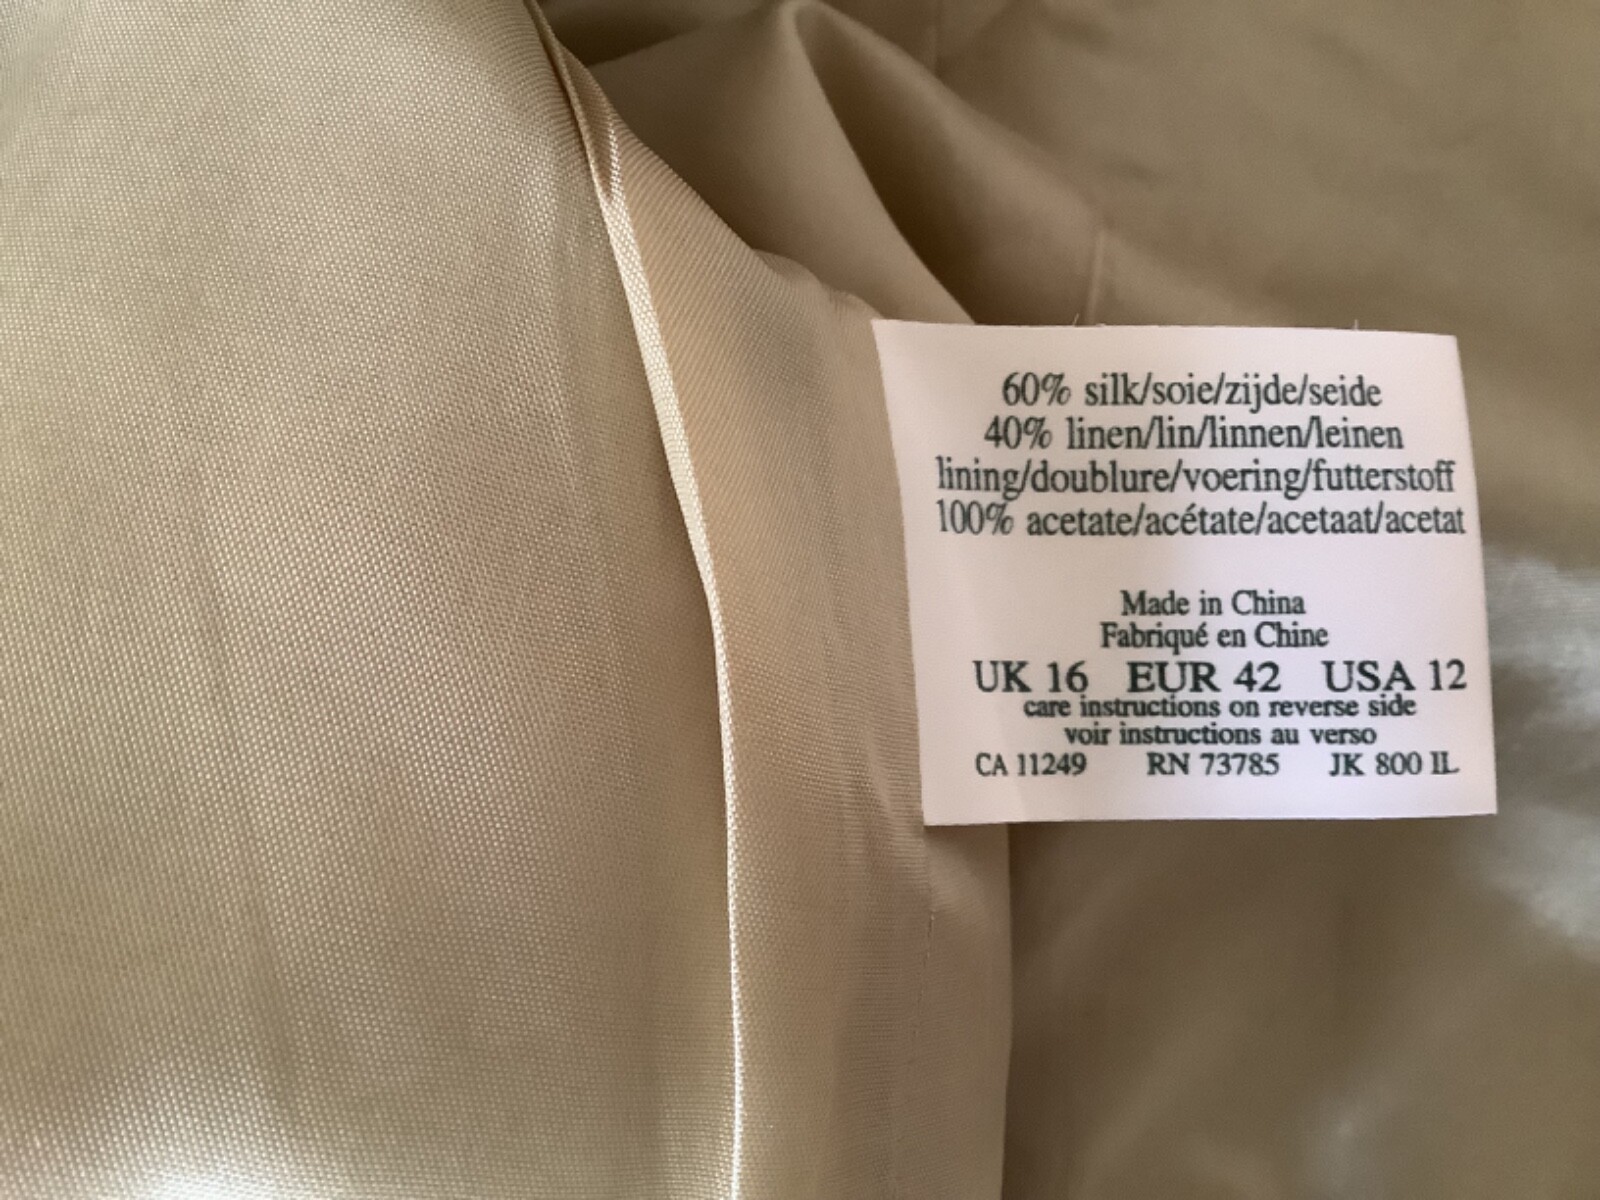 60% silk/soie/zijde/seide
40% linen/lin/linnen/leinen
lining/doublure/voering/futterstoff
100% acetate/acétate/acetaat/acetat
Made in China
Fabriqué en Chine
UK 16 EUR 42 USA 12
care instructions on reverse side
voir instructions au verso
CA 11249 RN 73785 JK 800 IL